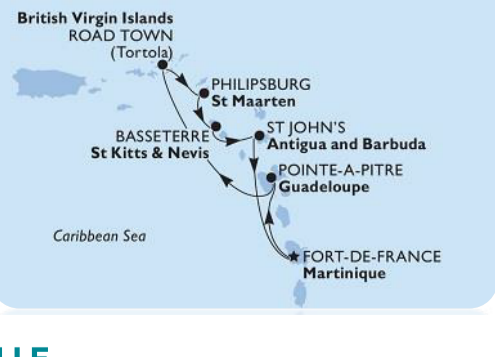 British Virgin Islands
ROAD TOWN
(Tortola)
PHILIPSBURG
St Maarten
BASSETERRE
St Kitts & Nevis
ST JOHN'S
Antigua and Barbuda
POINTE-A-PITRE
Guadeloupe
Caribbean Sea
FORT-DE-FRANCE
Martinique